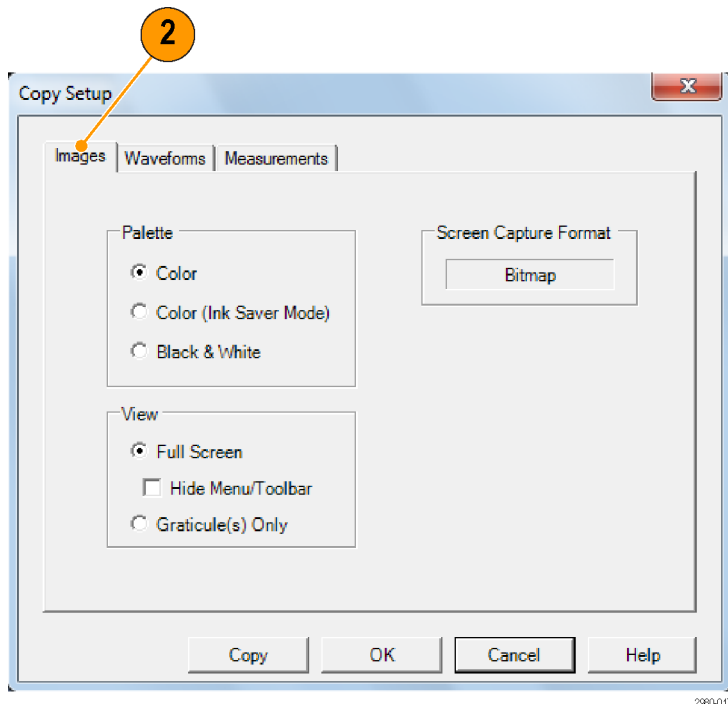 2
Copy Setup
Images Waveforms Measurements
Palette
Color
Color (Ink Saver Mode)
Black & White
Screen Capture Format
Bitmap
View
Full Screen
Hide Menu/Toolbar
Graticule(s) Only
Copy OK Cancel Help